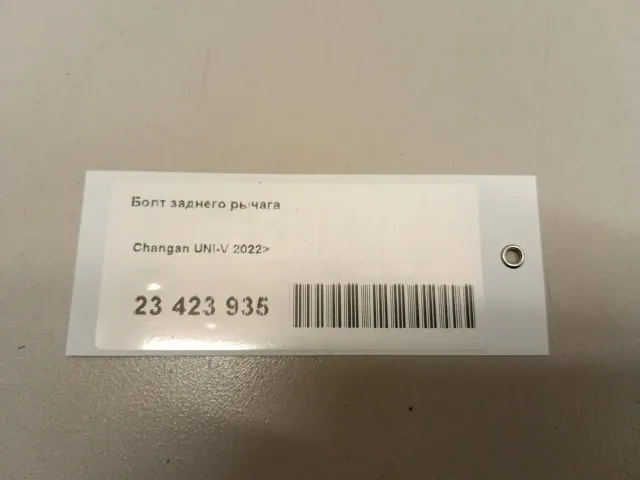 Болт заднего рычага
Changan UNI-V 2022>
23 423 935